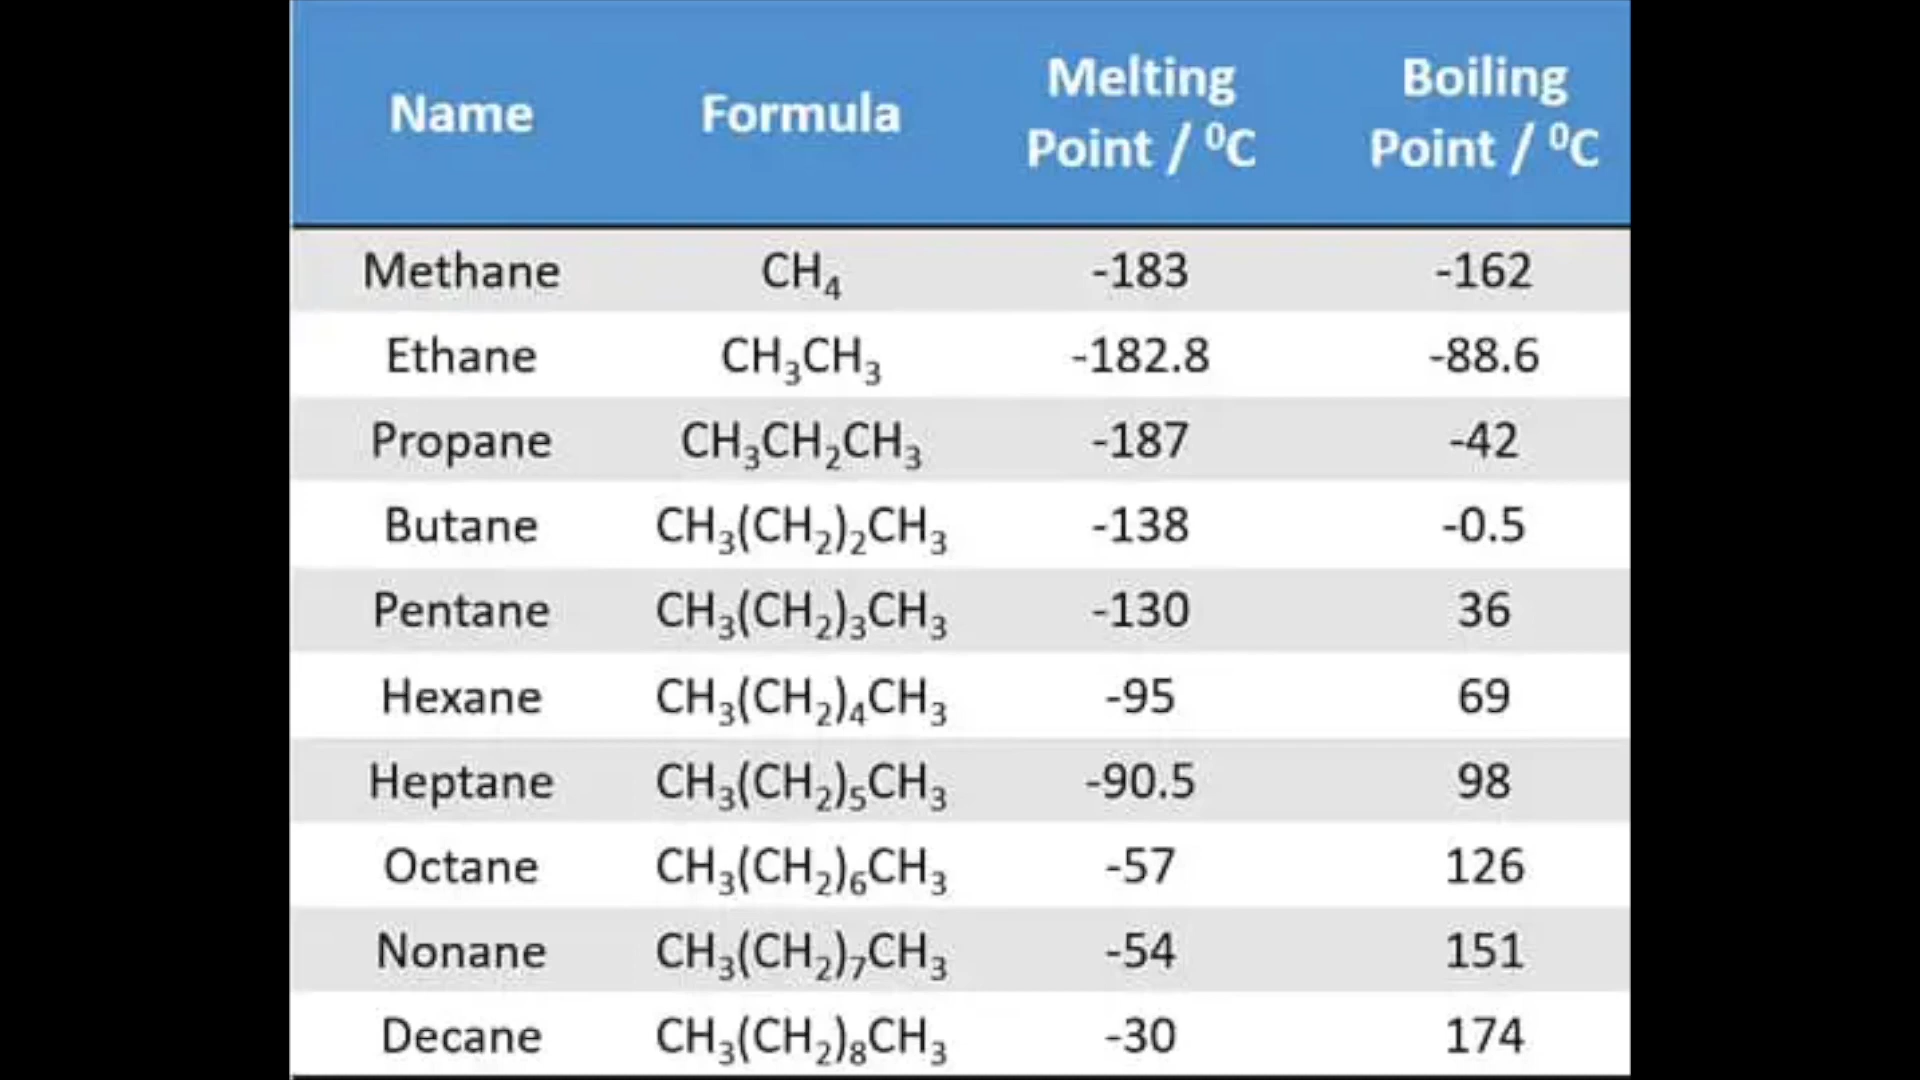 Name Formula Melting Point / ⁰C Boiling Point / ⁰C
Methane CH₄ -183 -162
Ethane CH₃CH₃ -182.8 -88.6
Propane CH₃CH₂CH₃ -187 -42
Butane CH₃(CH₂)₂CH₃ -138 -0.5
Pentane CH₃(CH₂)₃CH₃ -130 36
Hexane CH₃(CH₂)₄CH₃ -95 69
Heptane CH₃(CH₂)₅CH₃ -90.5 98
Octane CH₃(CH₂)₆CH₃ -57 126
Nonane CH₃(CH₂)₇CH₃ -54 151
Decane CH₃(CH₂)₈CH₃ -30 174